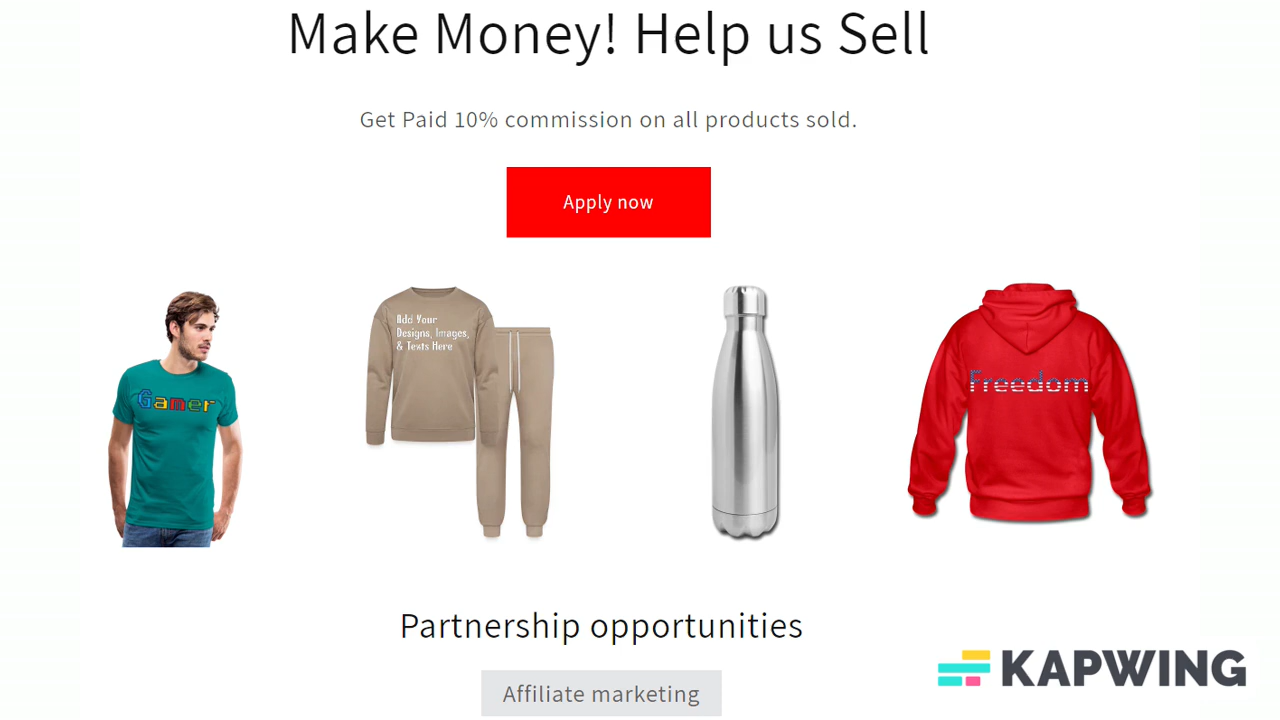 Make Money! Help us Sell
Get Paid 10% commission on all products sold.
Apply now
Gamer
Add Your
Designs, Images,
& Texts Here
Freedom
Partnership opportunities
Affiliate marketing
KAPWING